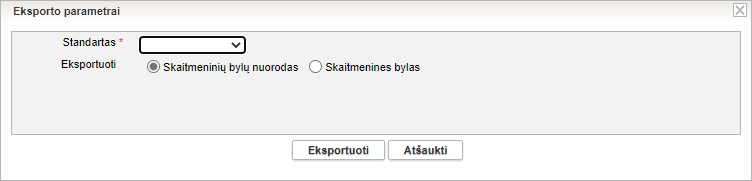 Eksporto parametrai
Standartas *
Eksportuoti Skaitmeninių bylų nuorodas Skaitmenines bylas
Eksportuoti Atšaukti